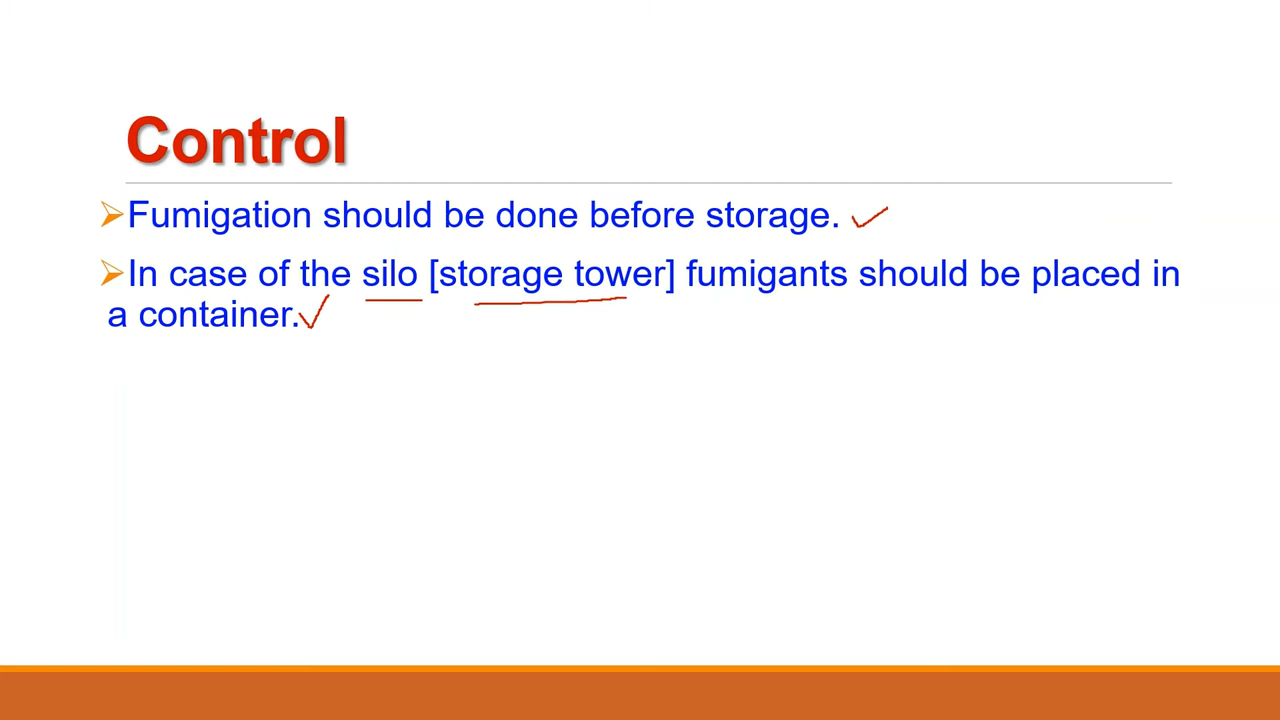 Control
➢Fumigation should be done before storage.
➢In case of the silo [storage tower] fumigants should be placed in
a container.